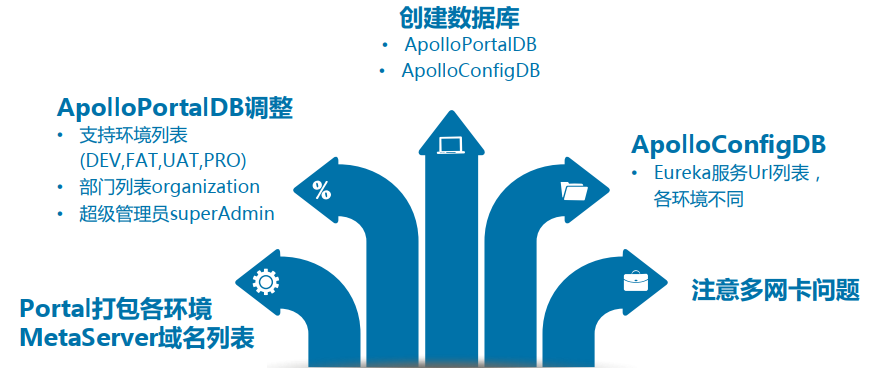 创建数据库
• ApolloPortalDB
• ApolloConfigDB
ApolloPortalDB调整
• 支持环境列表
(DEV,FAT,UAT,PRO)
• 部门列表organization
• 超级管理员superAdmin
ApolloConfigDB
• Eureka服务Url列表，
各环境不同
Portal打包各环境
MetaServer域名列表
注意多网卡问题